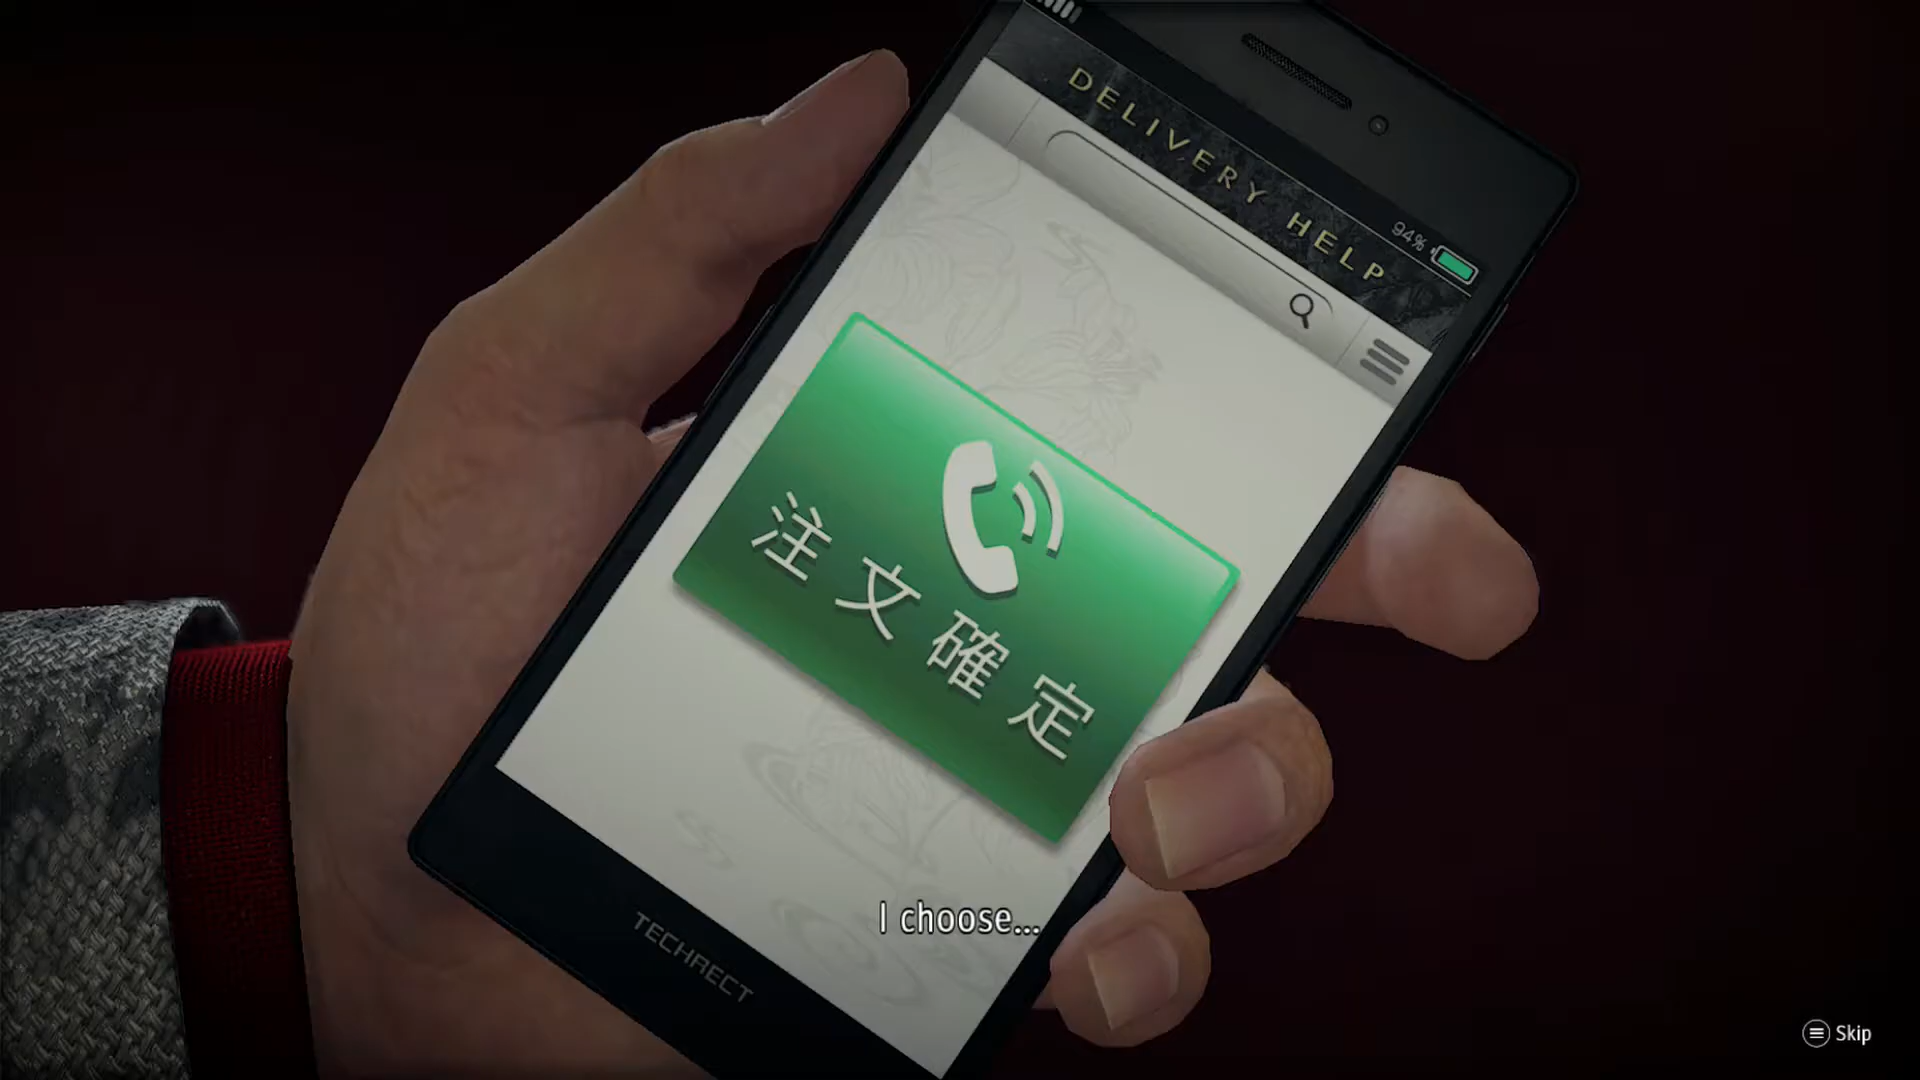 DELIVERY HELP
94%
注文確定
I choose...
TECHRECT
Skip